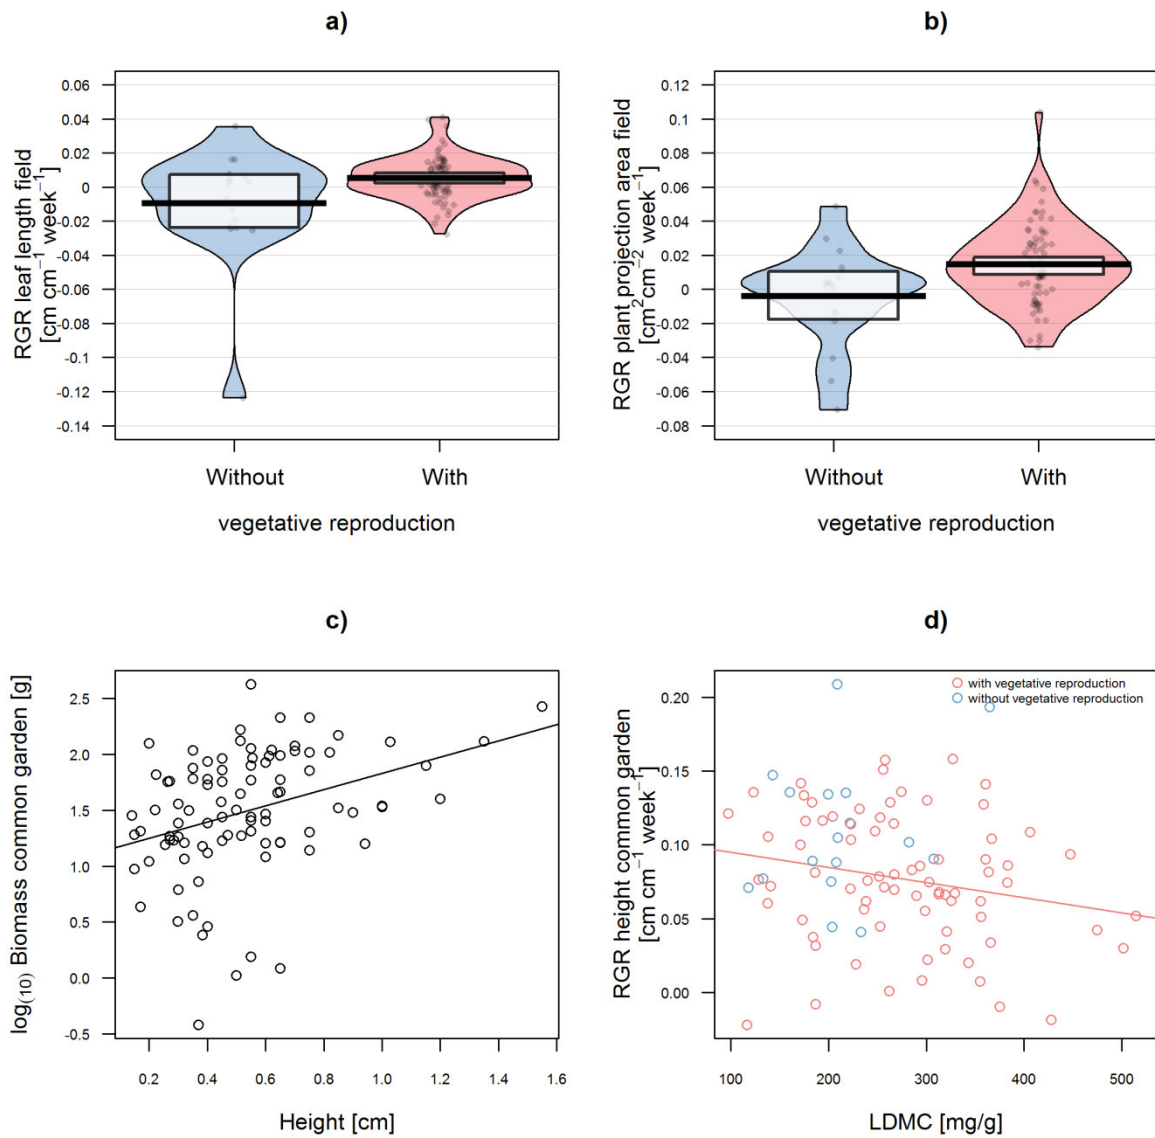 a)
RGR leaf length field
[cm cm⁻¹ week⁻¹]
0.06
0.04
0.02
0
-0.02
-0.04
-0.06
-0.08
-0.1
-0.12
-0.14
Without
With
vegetative reproduction
b)
RGR plant projection area field
[cm² cm⁻² week⁻¹]
0.12
0.1
0.08
0.06
0.04
0.02
0
-0.02
-0.04
-0.06
-0.08
Without
With
vegetative reproduction
c)
log(10) Biomass common garden [g]
2.5
2.0
1.5
1.0
0.5
0.0
-0.5
0.2 0.4 0.6 0.8 1.0 1.2 1.4 1.6
Height [cm]
d)
RGR height common garden
[cm cm⁻¹ week⁻¹]
0.20
0.15
0.10
0.05
0.00
with vegetative reproduction
without vegetative reproduction
100 200 300 400 500
LDMC [mg/g]